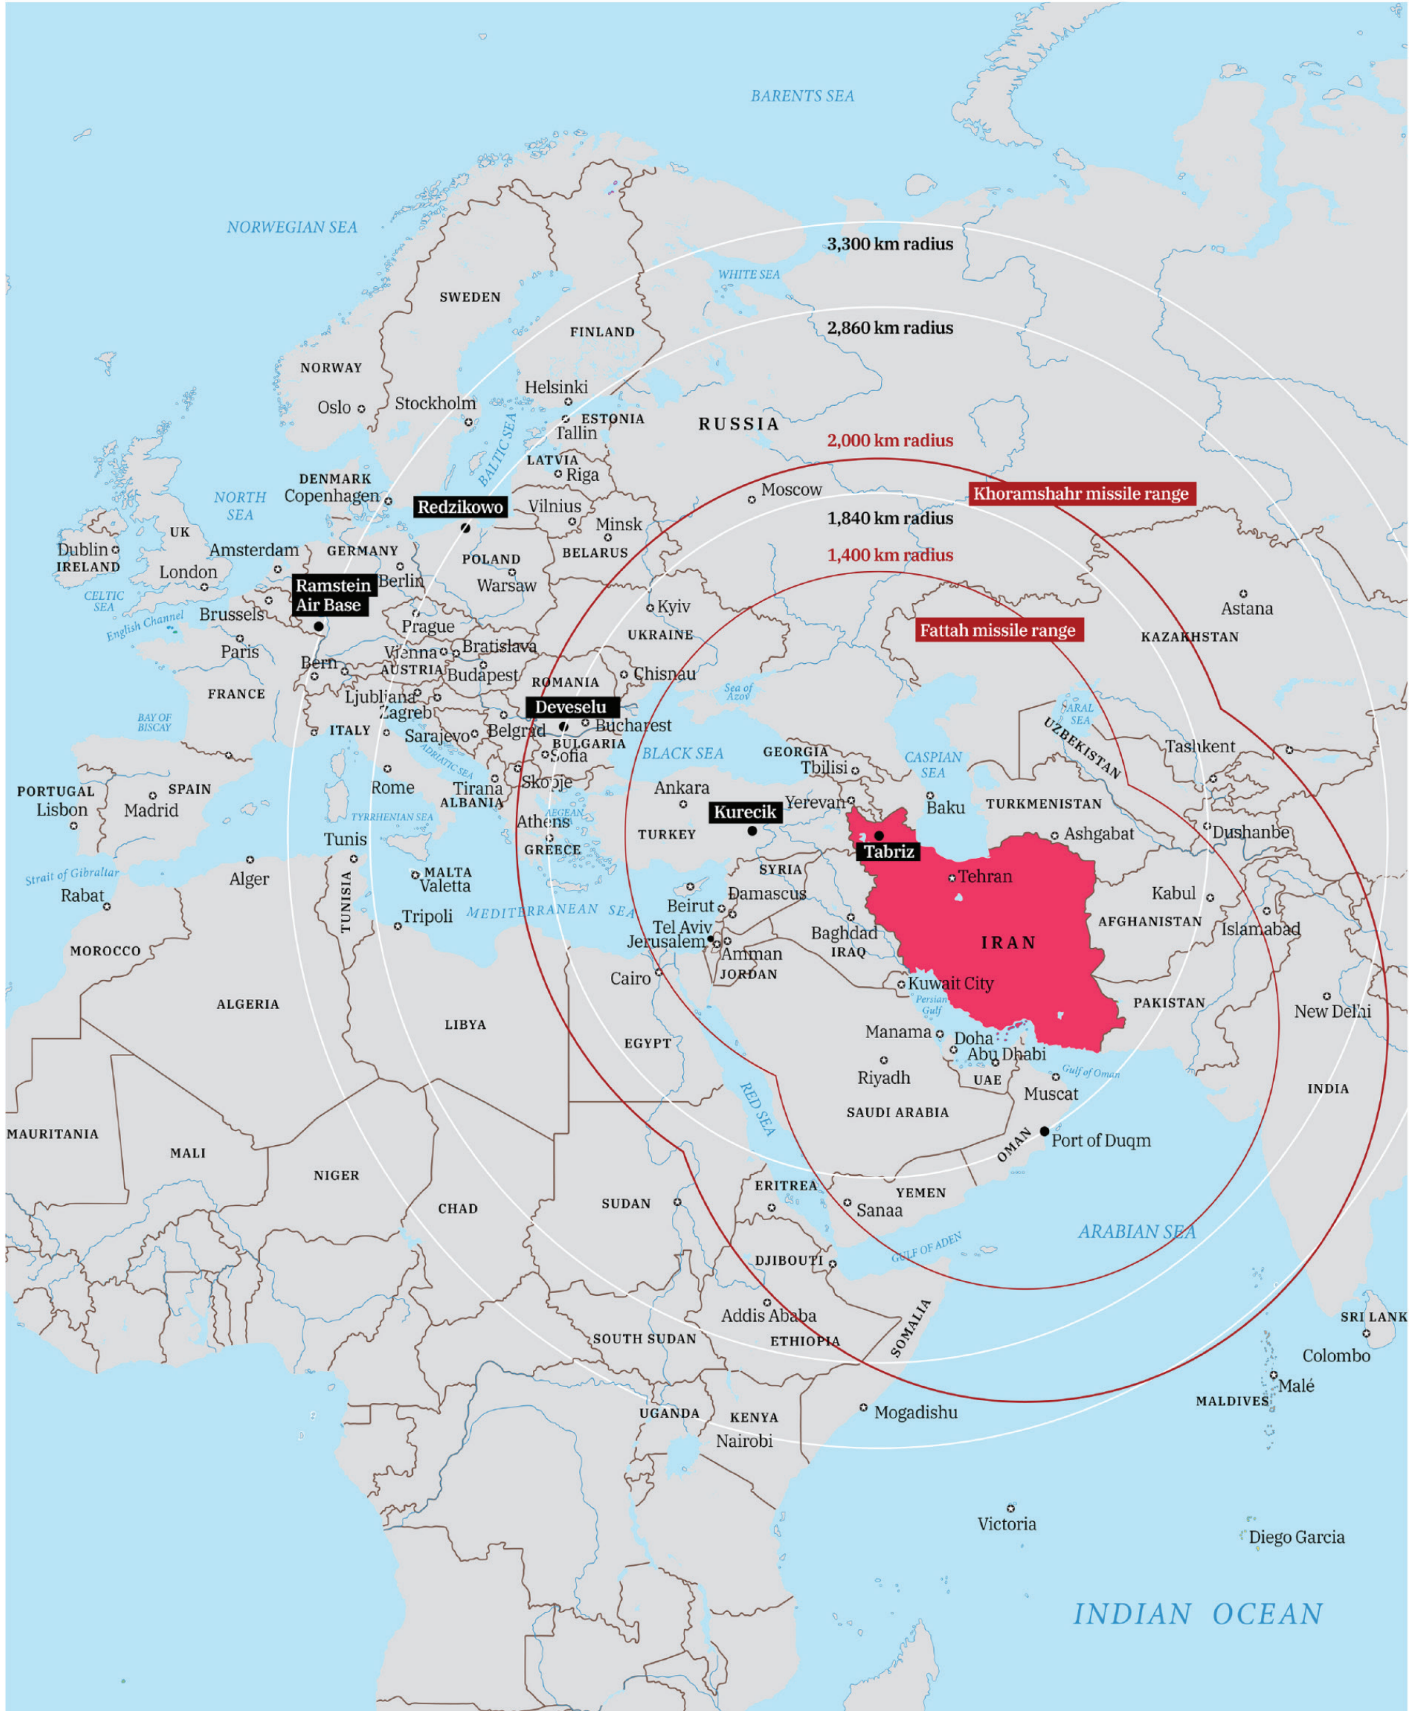 BARENTS SEA
NORWEGIAN SEA
3,300 km radius
WHITE SEA
SWEDEN
2,860 km radius
FINLAND
NORWAY
Helsinki
Oslo
Stockholm
ESTONIA
Tallin
RUSSIA
BALTIC SEA
2,000 km radius
LATVIA
Riga
DENMARK
Copenhagen
Moscow
Khoramshahr missile range
NORTH
SEA
Redzikowo
Vilnius
1,840 km radius
UK
Minsk
Dublin
IRELAND
Amsterdam
GERMANY
POLAND
BELARUS
1,400 km radius
London
Berlin
Warsaw
CELTIC
SEA
Ramstein
Air Base
Astana
Brussels
English Channel
Kyiv
Prague
UKRAINE
Fattah missile range
KAZAKHSTAN
Paris
Vienna
Bratislava
Bern
AUSTRIA
Budapest
Chisnau
FRANCE
ROMANIA
Sea of
Azov
Ljubljana
Zagreb
Deveselu
ARAL
SEA
BAY OF
BISCAY
ITALY
Sarajevo
Belgrad
Bucharest
UZBEKISTAN
BULGARIA
Sofia
BLACK SEA
GEORGIA
Tbilisi
CASPIAN
SEA
Tashkent
ADRIATIC SEA
PORTUGAL
Lisbon
SPAIN
Madrid
Rome
Tirana
ALBANIA
Skopje
Ankara
Yerevan
Baku
TURKMENISTAN
TYRRHENIAN SEA
Athens
AEGEAN
SEA
Kurecik
TURKEY
Ashgabat
Dushanbe
Tunis
GREECE
Tabriz
Strait of Gibraltar
Alger
MALTA
Valetta
SYRIA
Tehran
Rabat
TUNISIA
Tripoli
MEDITERRANEAN SEA
Beirut
Damascus
Kabul
AFGHANISTAN
Islamabad
Tel Aviv
Jerusalem
Baghdad
IRAQ
IRAN
MOROCCO
Amman
JORDAN
Cairo
Kuwait City
ALGERIA
Persian
Gulf
PAKISTAN
New Delhi
LIBYA
EGYPT
Manama
Doha
Abu Dhabi
Riyadh
UAE
Gulf of Oman
Muscat
INDIA
RED SEA
SAUDI ARABIA
MAURITANIA
OMAN
Port of Duqm
MALI
NIGER
ERITREA
YEMEN
CHAD
SUDAN
Sanaa
ARABIAN SEA
GULF OF ADEN
DJIBOUTI
Addis Ababa
SRI LANK
SOUTH SUDAN
ETHIOPIA
SOMALIA
Colombo
Malé
MALDIVES
UGANDA
KENYA
Mogadishu
Nairobi
Victoria
Diego Garcia
INDIAN OCEAN